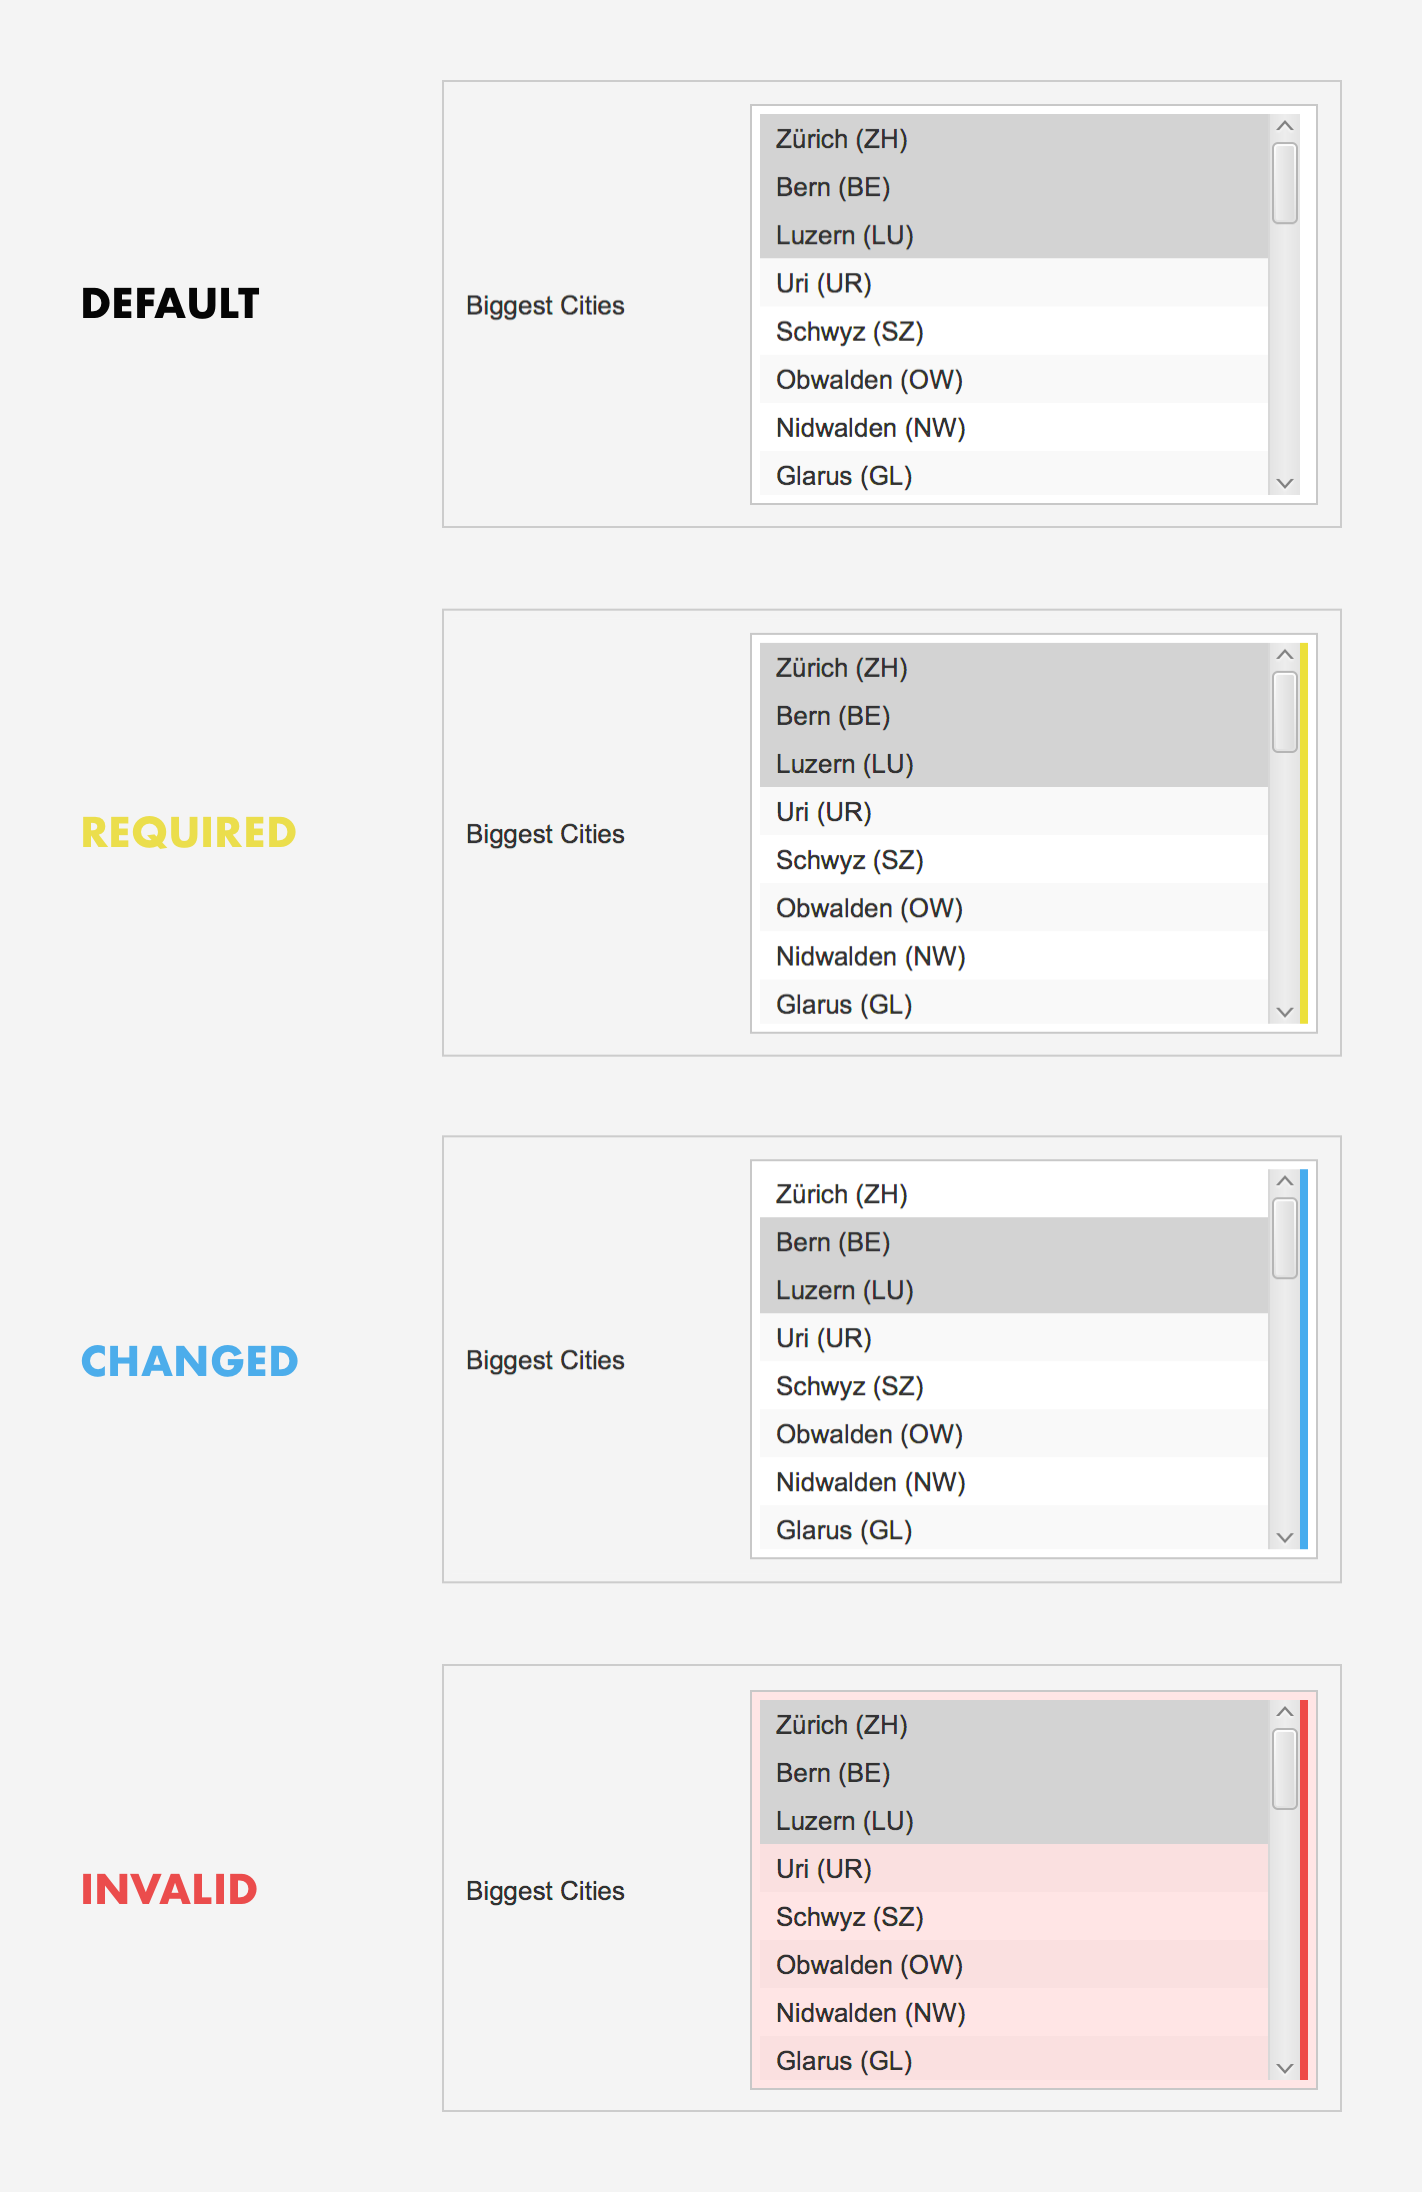 DEFAULT
Biggest Cities
Zürich (ZH)
Bern (BE)
Luzern (LU)
Uri (UR)
Schwyz (SZ)
Obwalden (OW)
Nidwalden (NW)
Glarus (GL)
REQUIRED
Biggest Cities
Zürich (ZH)
Bern (BE)
Luzern (LU)
Uri (UR)
Schwyz (SZ)
Obwalden (OW)
Nidwalden (NW)
Glarus (GL)
CHANGED
Biggest Cities
Zürich (ZH)
Bern (BE)
Luzern (LU)
Uri (UR)
Schwyz (SZ)
Obwalden (OW)
Nidwalden (NW)
Glarus (GL)
INVALID
Biggest Cities
Zürich (ZH)
Bern (BE)
Luzern (LU)
Uri (UR)
Schwyz (SZ)
Obwalden (OW)
Nidwalden (NW)
Glarus (GL)